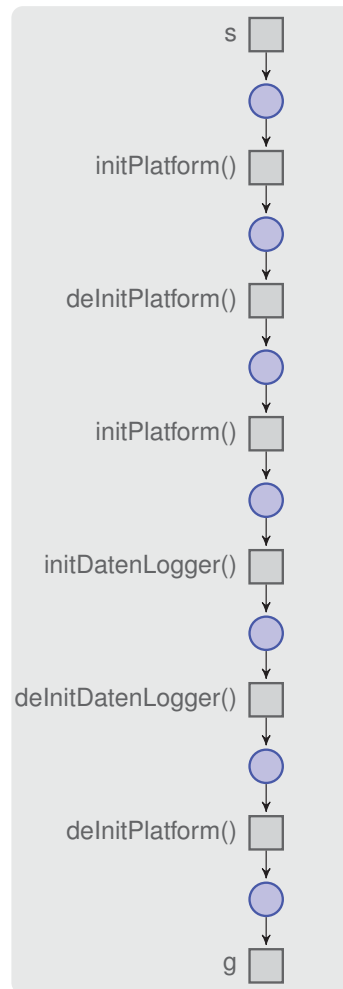 s
initPlatform()
deInitPlatform()
initPlatform()
initDatenLogger()
deInitDatenLogger()
deInitPlatform()
g